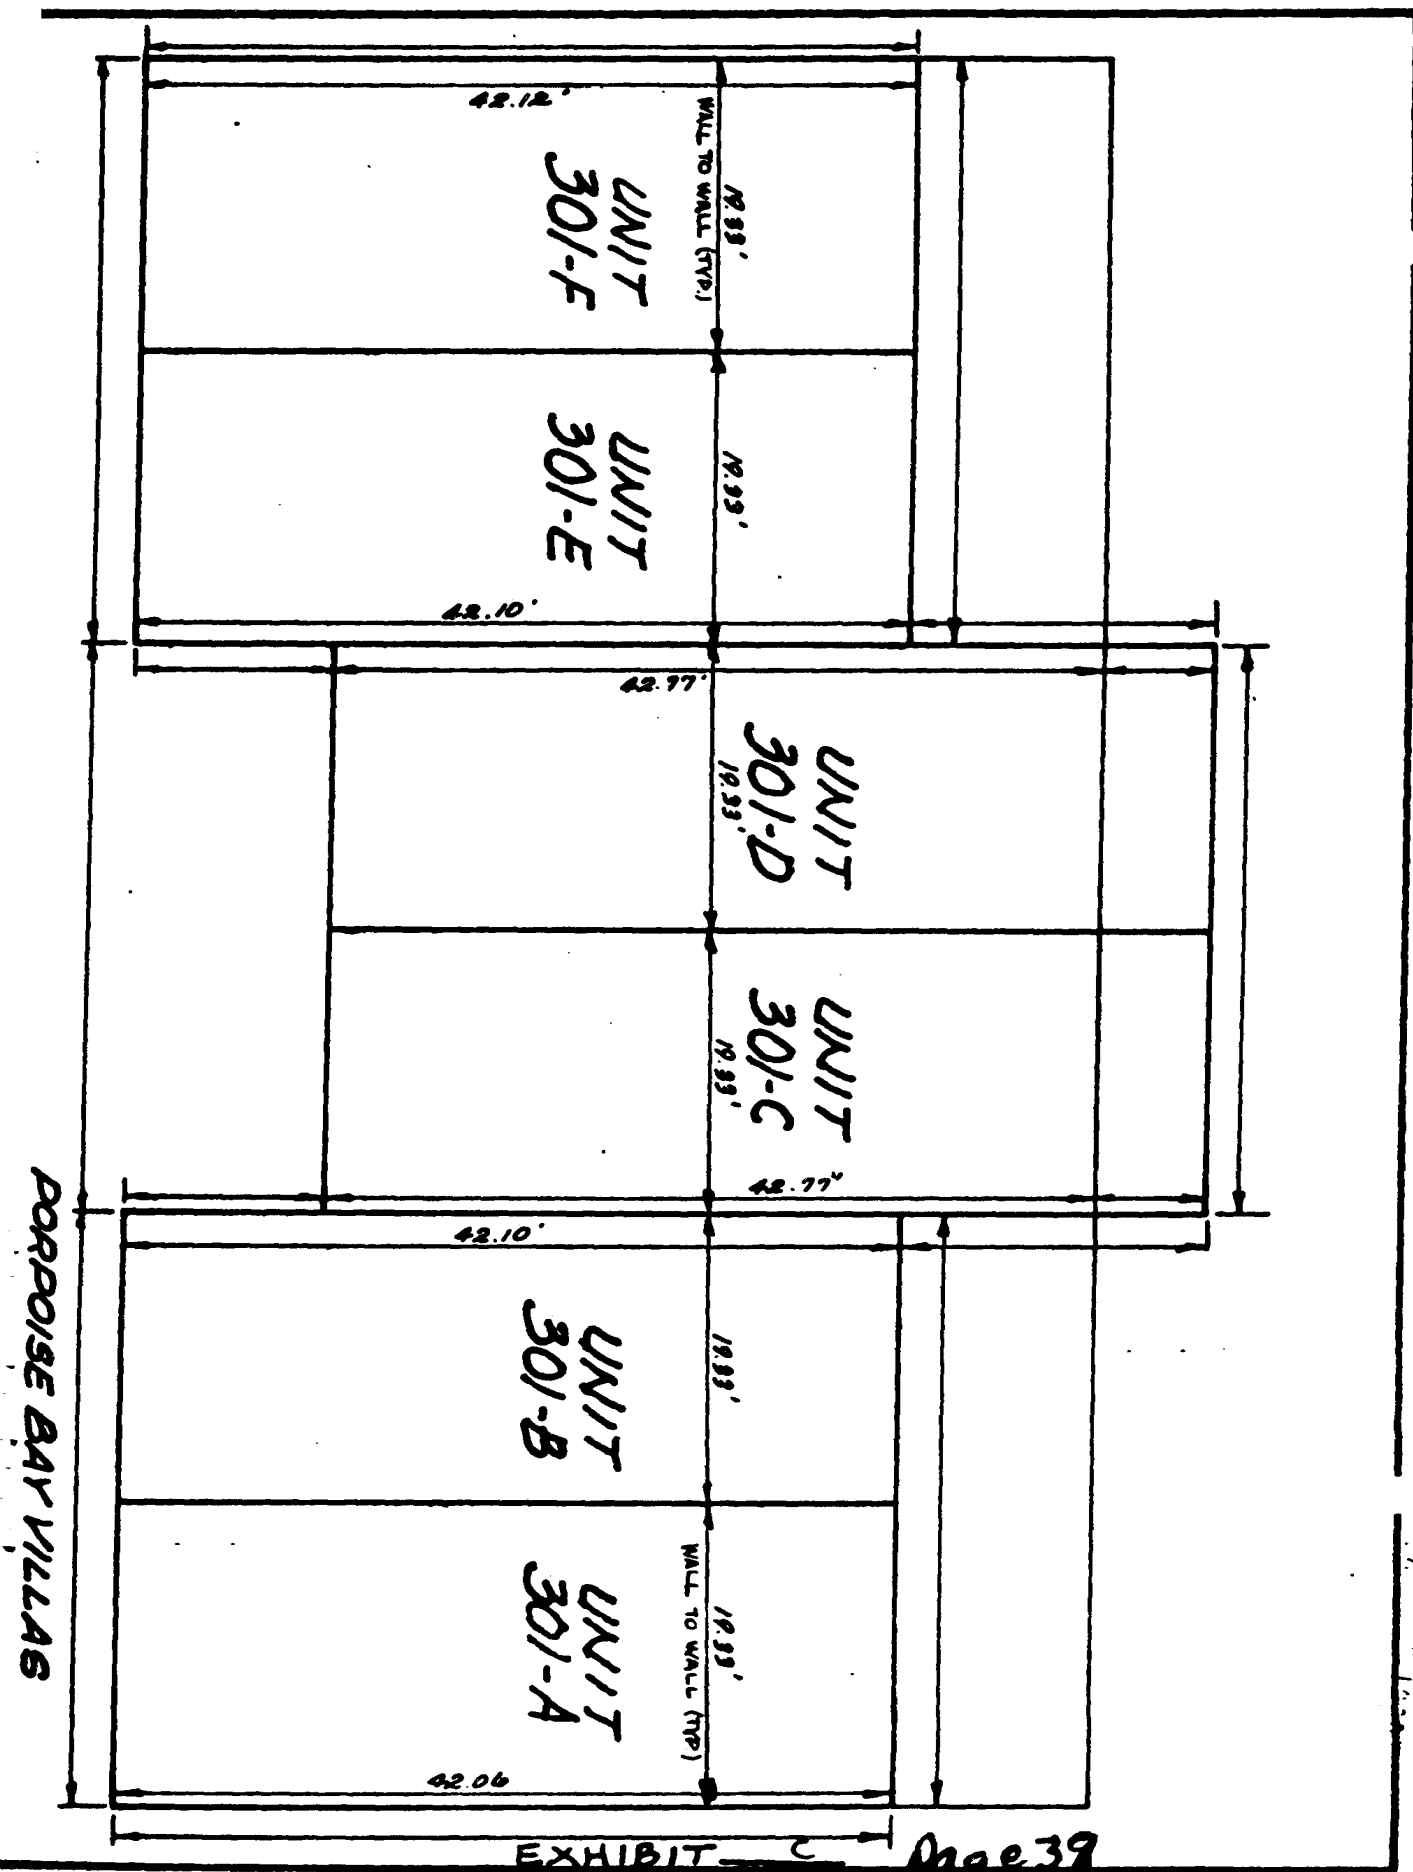 42.12'
WALL TO WALL (TYP.)
19.33'
UNIT
301-F
19.33'
UNIT
301-E
42.10'
42.77'
UNIT
301-D
19.33'
UNIT
301-C
19.33'
42.77'
42.10'
19.33'
UNIT
301-B
19.33'
WALL TO WALL (TYP)
UNIT
301-A
42.06
PORPOISE BAY VILLAS
EXHIBIT C Page 39